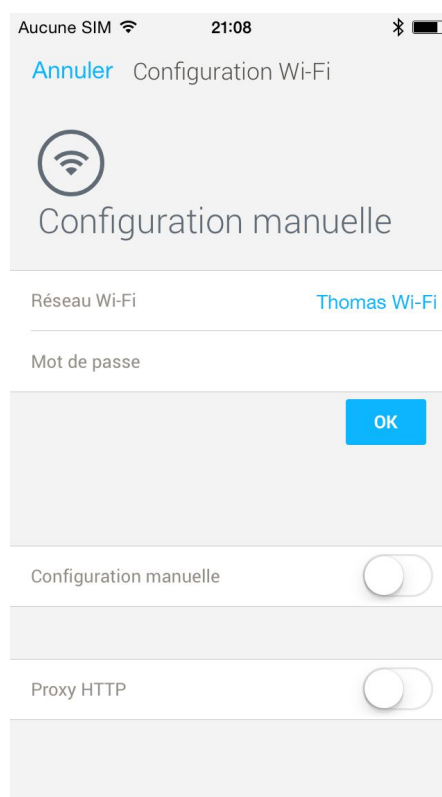 Aucune SIM 21:08
Annuler Configuration Wi-Fi
Configuration manuelle
Réseau Wi-Fi Thomas Wi-Fi
Mot de passe
OK
Configuration manuelle
Proxy HTTP